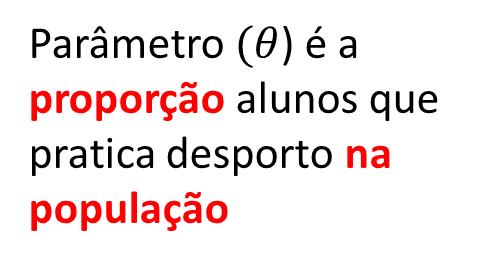 Parâmetro (𝜃) é a
proporção alunos que
pratica desporto na
população